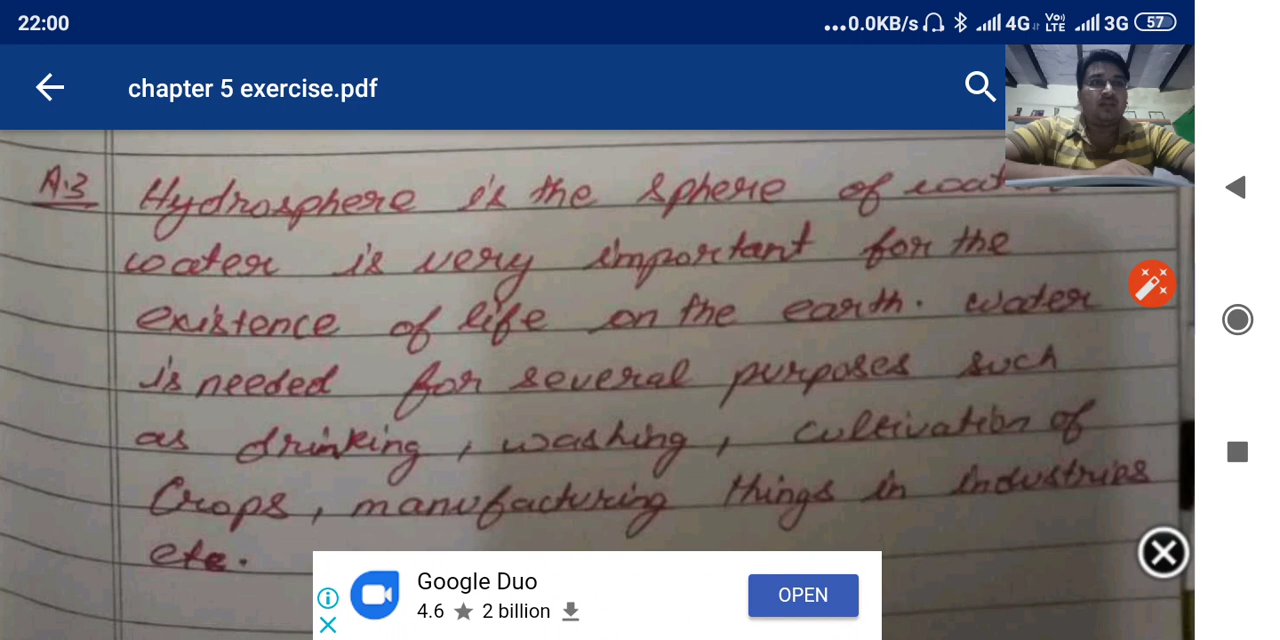 22:00
...0.0KB/s 4G Vo)) LTE 3G 57
chapter 5 exercise.pdf
A.3 Hydrosphere is the sphere of
water is very important for the
existence of life on the earth. water
is needed for several purposes such
as drinking, washing, cultivation of
Crops, manufacturing things in industries
etc.
Google Duo
4.6 ★ 2 billion
OPEN